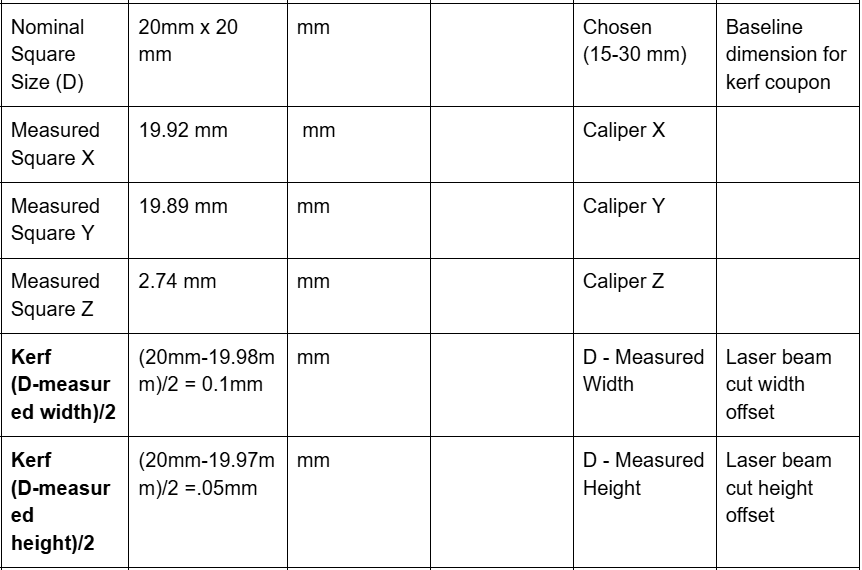 Nominal
Square
Size (D)
20mm x 20
mm
mm
Chosen
(15-30 mm)
Baseline
dimension for
kerf coupon
Measured
Square X
19.92 mm
mm
Caliper X
Measured
Square Y
19.89 mm
mm
Caliper Y
Measured
Square Z
2.74 mm
mm
Caliper Z
Kerf
(D-measur
ed width)/2
(20mm-19.98m
m)/2 = 0.1mm
mm
D - Measured
Width
Laser beam
cut width
offset
Kerf
(D-measur
ed
height)/2
(20mm-19.97m
m)/2 =.05mm
mm
D - Measured
Height
Laser beam
cut height
offset